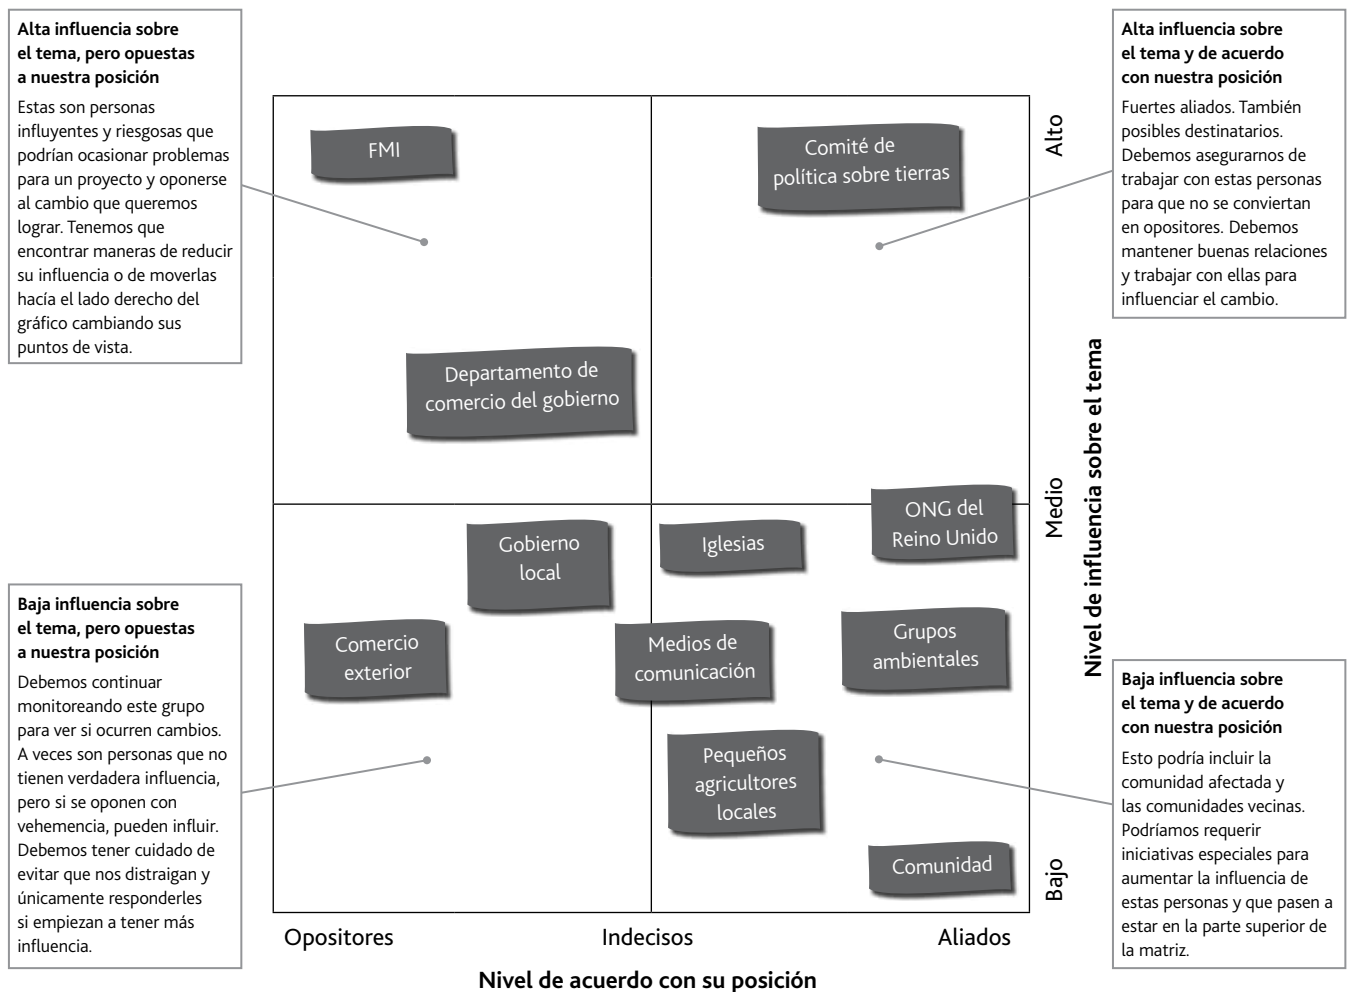 Alta influencia sobre
el tema, pero opuestas
a nuestra posición
Estas son personas
influyentes y riesgosas que
podrían ocasionar problemas
para un proyecto y oponerse
al cambio que queremos
lograr. Tenemos que
encontrar maneras de reducir
su influencia o de moverlas
hacía el lado derecho del
gráfico cambiando sus
puntos de vista.
Alta influencia sobre
el tema y de acuerdo
con nuestra posición
Fuertes aliados. También
posibles destinatarios.
Debemos asegurarnos de
trabajar con estas personas
para que no se conviertan
en opositores. Debemos
mantener buenas relaciones
y trabajar con ellas para
influenciar el cambio.
FMI
Comité de
política sobre tierras
Departamento de
comercio del gobierno
ONG del
Reino Unido
Gobierno
local
Iglesias
Comercio
exterior
Medios de
comunicación
Grupos
ambientales
Pequeños
agricultores
locales
Comunidad
Alto
Medio
Bajo
Nivel de influencia sobre el tema
Baja influencia sobre
el tema, pero opuestas
a nuestra posición
Debemos continuar
monitoreando este grupo
para ver si ocurren cambios.
A veces son personas que no
tienen verdadera influencia,
pero si se oponen con
vehemencia, pueden influir.
Debemos tener cuidado de
evitar que nos distraigan y
únicamente responderles
si empiezan a tener más
influencia.
Baja influencia sobre
el tema y de acuerdo
con nuestra posición
Esto podría incluir la
comunidad afectada y
las comunidades vecinas.
Podríamos requerir
iniciativas especiales para
aumentar la influencia de
estas personas y que pasen a
estar en la parte superior de
la matriz.
Opositores
Indecisos
Aliados
Nivel de acuerdo con su posición